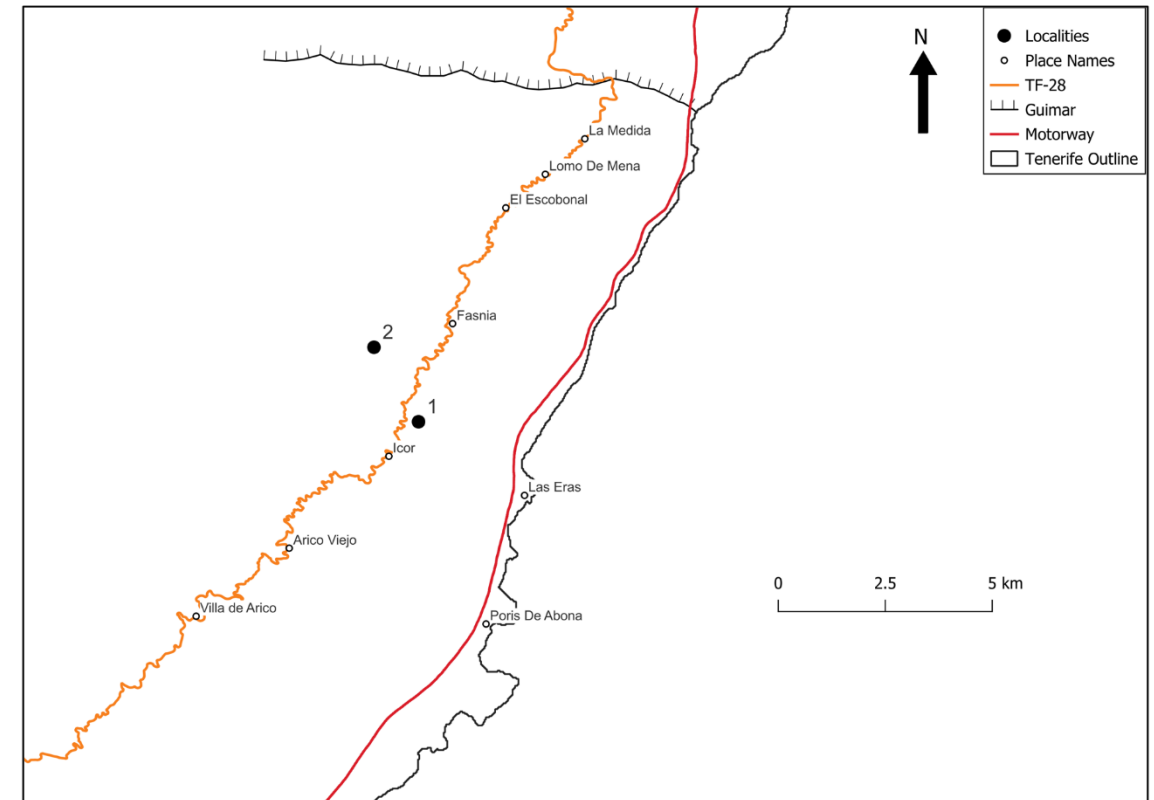 N
Localities
Place Names
TF-28
Guimar
Motorway
Tenerife Outline
La Medida
Lomo De Mena
El Escobonal
Fasnia
2
1
Icor
Las Eras
Arico Viejo
0 2.5 5 km
Villa de Arico
Poris De Abona